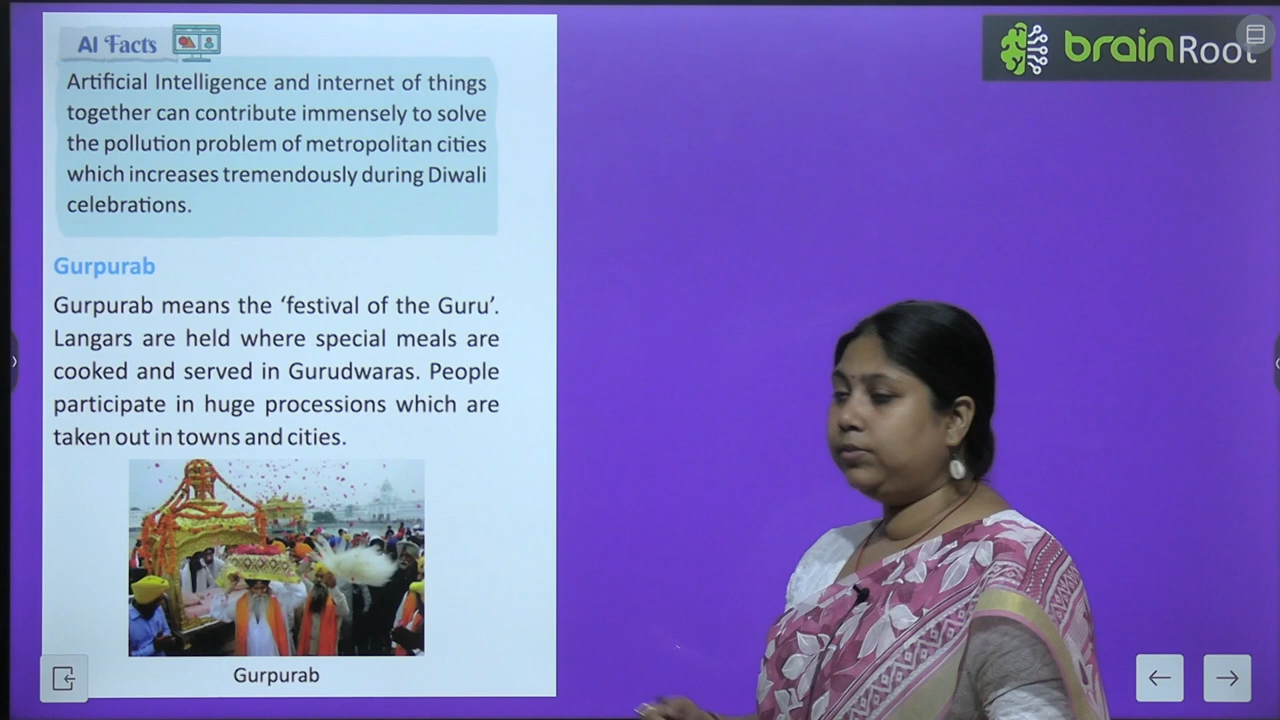 AI Facts
Artificial Intelligence and internet of things
together can contribute immensely to solve
the pollution problem of metropolitan cities
which increases tremendously during Diwali
celebrations.
Gurpurab
Gurpurab means the ‘festival of the Guru’.
Langars are held where special meals are
cooked and served in Gurudwaras. People
participate in huge processions which are
taken out in towns and cities.
Gurpurab
brainRoot